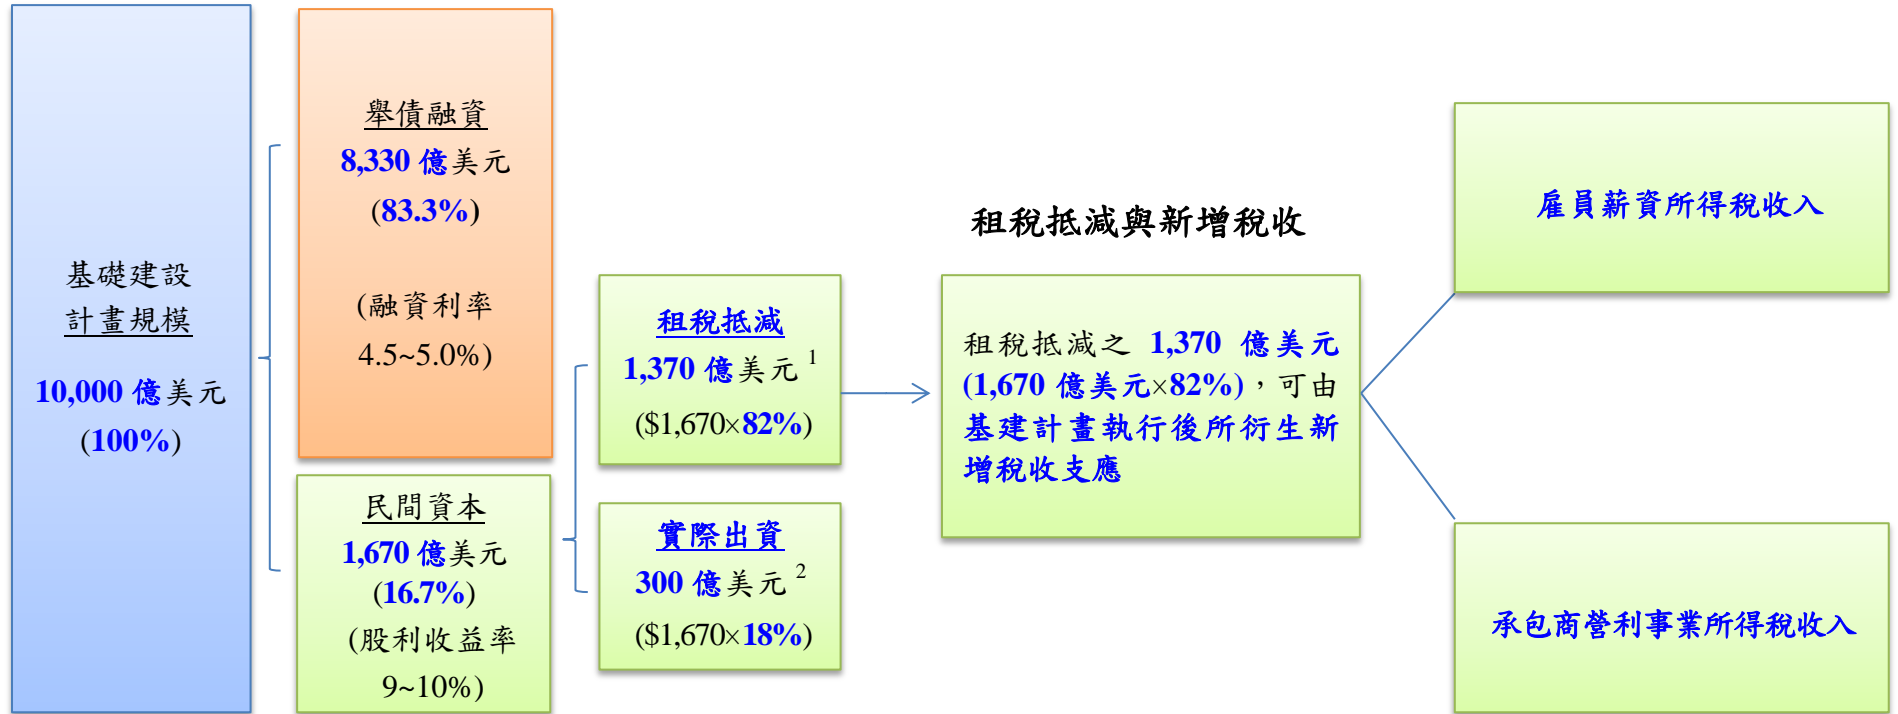 基礎建設
計畫規模
10,000 億美元
(100%)
舉債融資
8,330 億美元
(83.3%)
(融資利率
4.5~5.0%)
民間資本
1,670 億美元
(16.7%)
(股利收益率
9~10%)
租稅抵減
1,370 億美元 1
($1,670×82%)
實際出資
300 億美元 2
($1,670×18%)
租稅抵減與新增稅收
租稅抵減之 1,370 億美元
(1,670 億美元×82%),可由
基建計畫執行後所衍生新
增稅收支應
雇員薪資所得稅收入
承包商營利事業所得稅收入